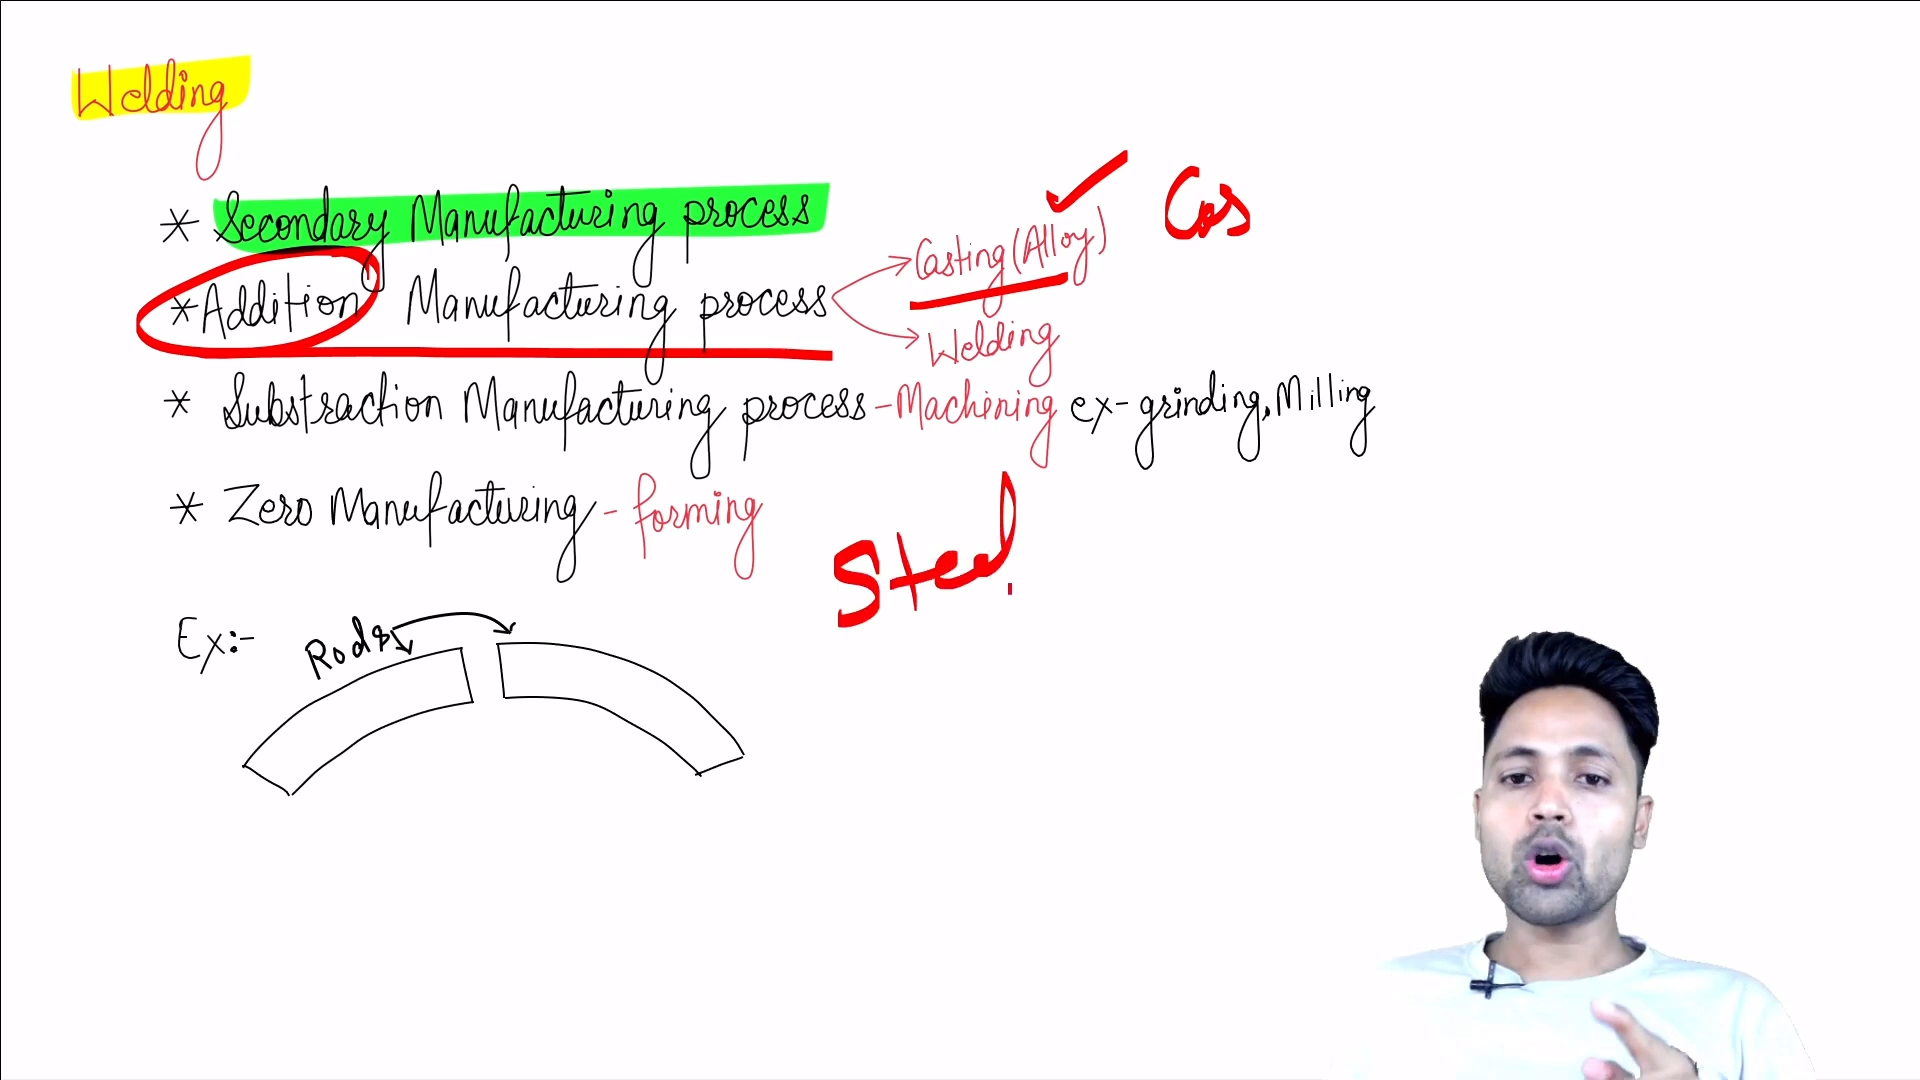 Welding
* Secondary Manufacturing process
Cas
Casting (Alloy)
* Addition Manufacturing process
Welding
* Substraction Manufacturing process - Machining ex- grinding, Milling
* Zero Manufacturing - forming
Steel
Ex:-
Rods